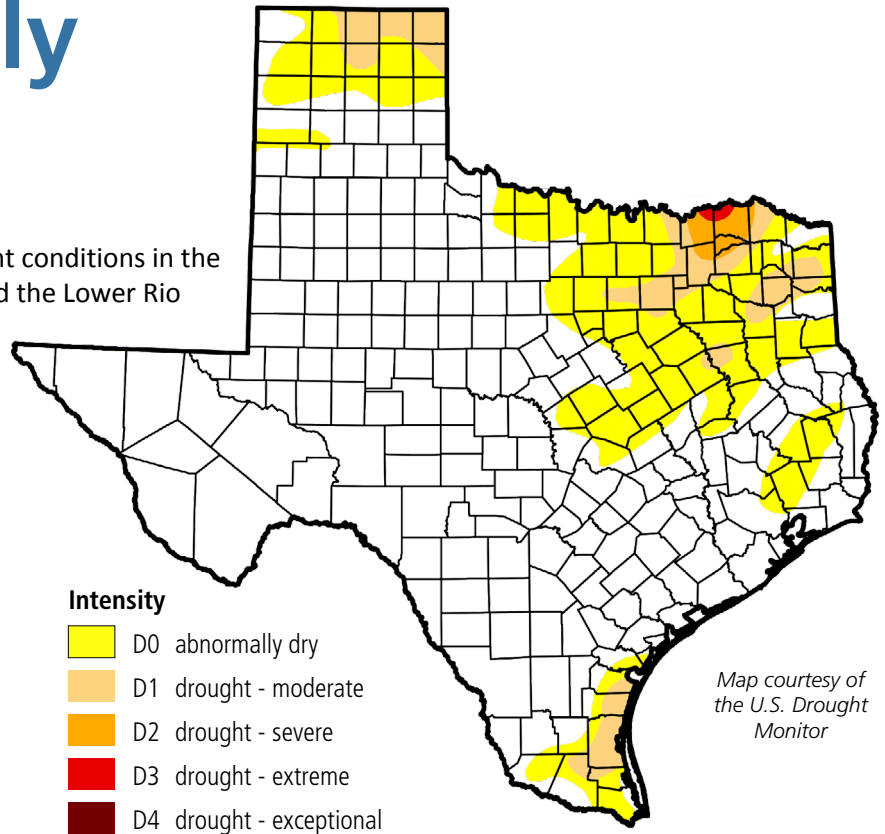 ly
nt conditions in the
d the Lower Rio
Intensity
D0 abnormally dry
D1 drought - moderate
D2 drought - severe
D3 drought - extreme
D4 drought - exceptional
Map courtesy of
the U.S. Drought
Monitor